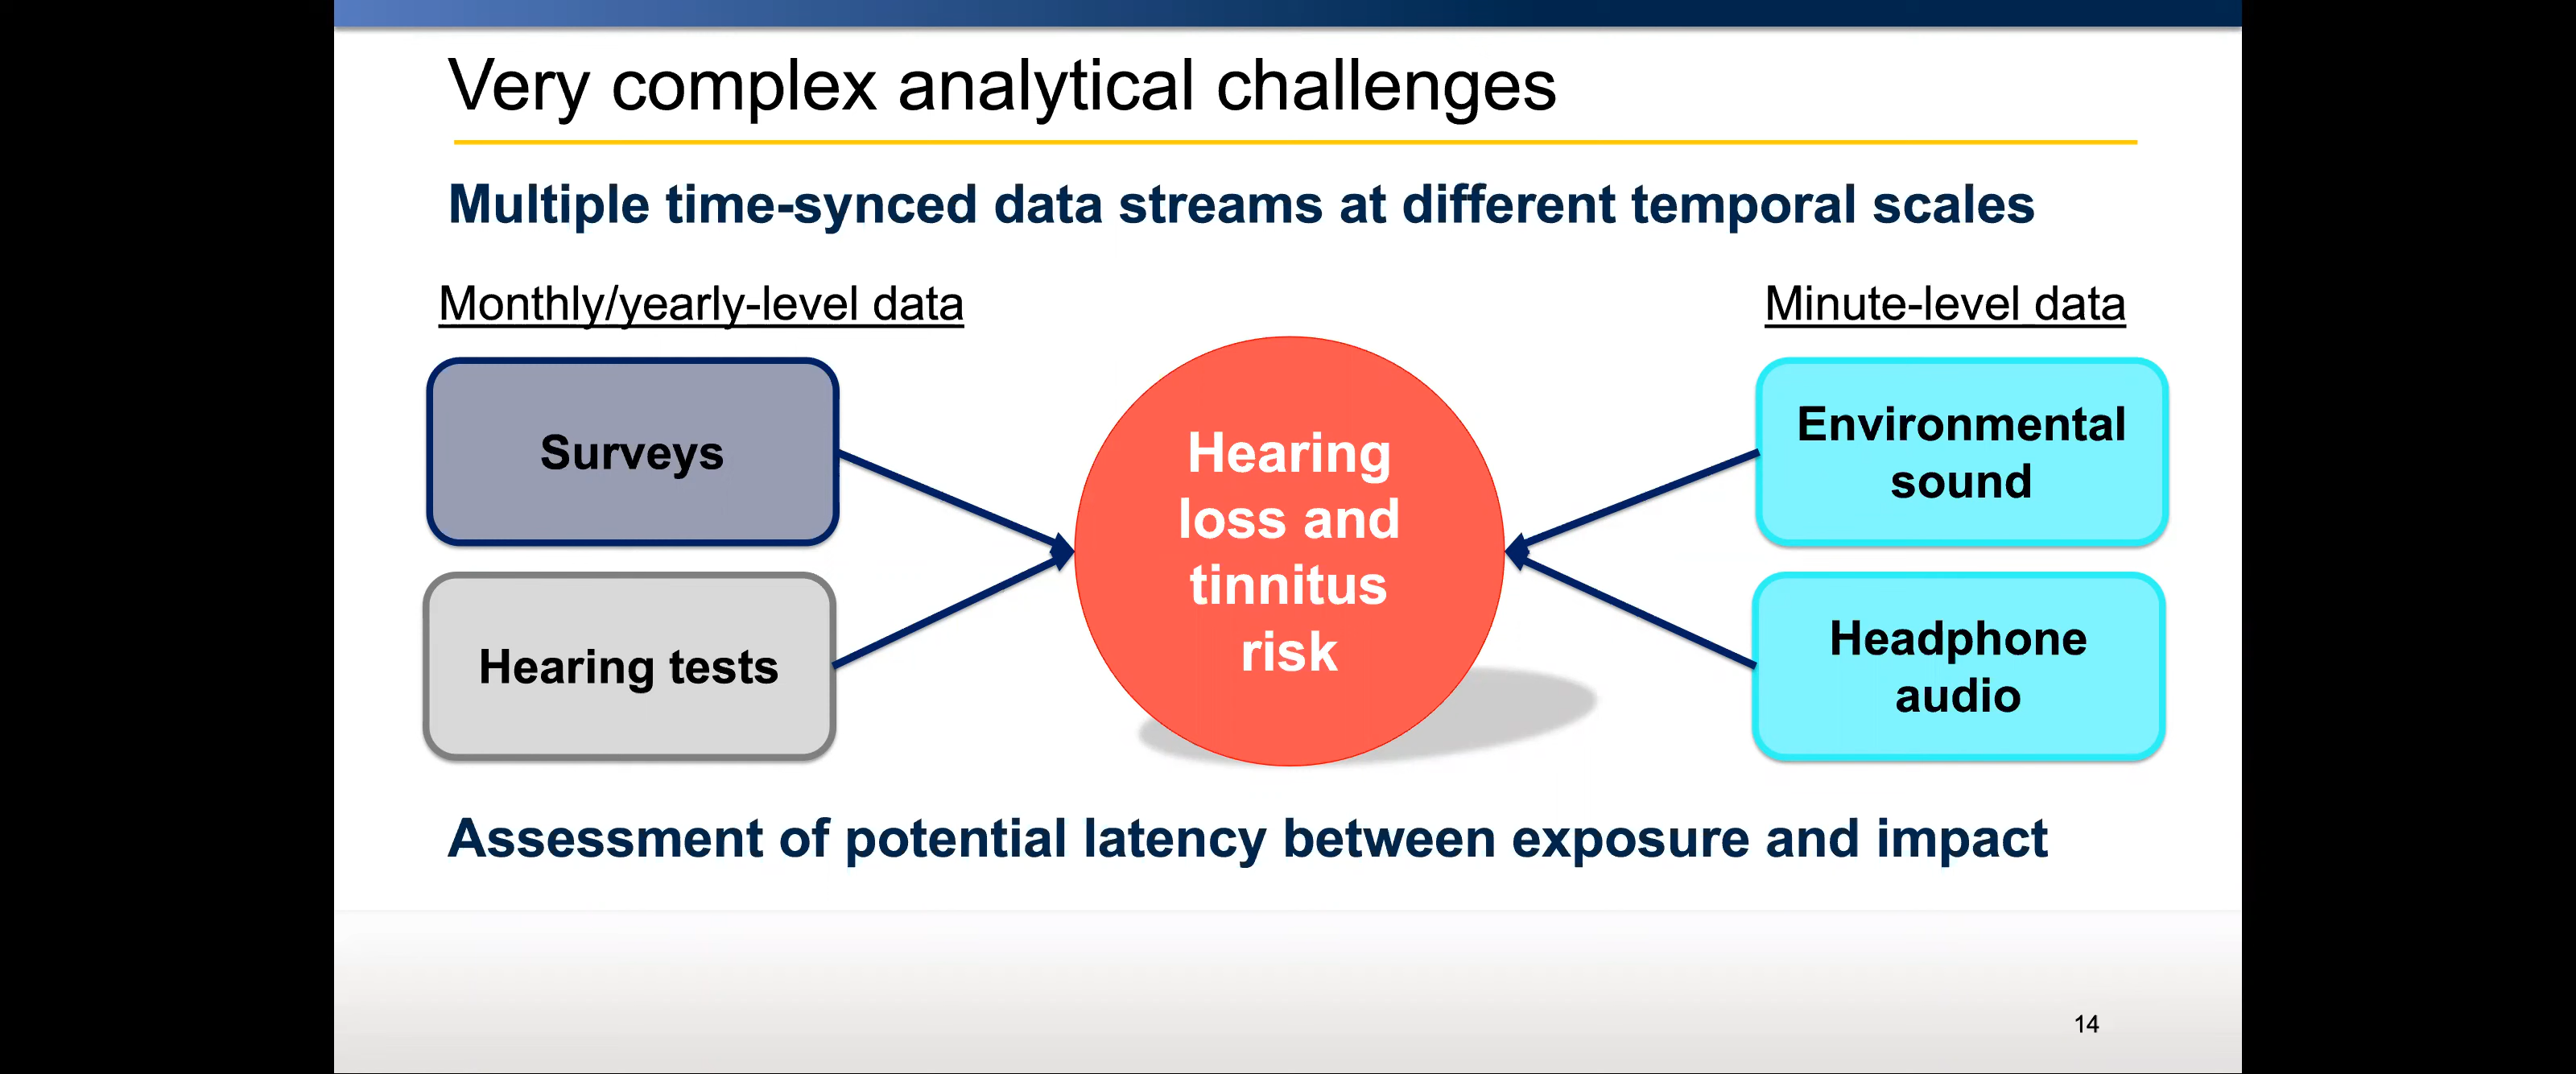 Very complex analytical challenges
Multiple time-synced data streams at different temporal scales
Monthly/yearly-level data
Minute-level data
Surveys
Hearing tests
Hearing
loss and
tinnitus
risk
Environmental
sound
Headphone
audio
Assessment of potential latency between exposure and impact
14